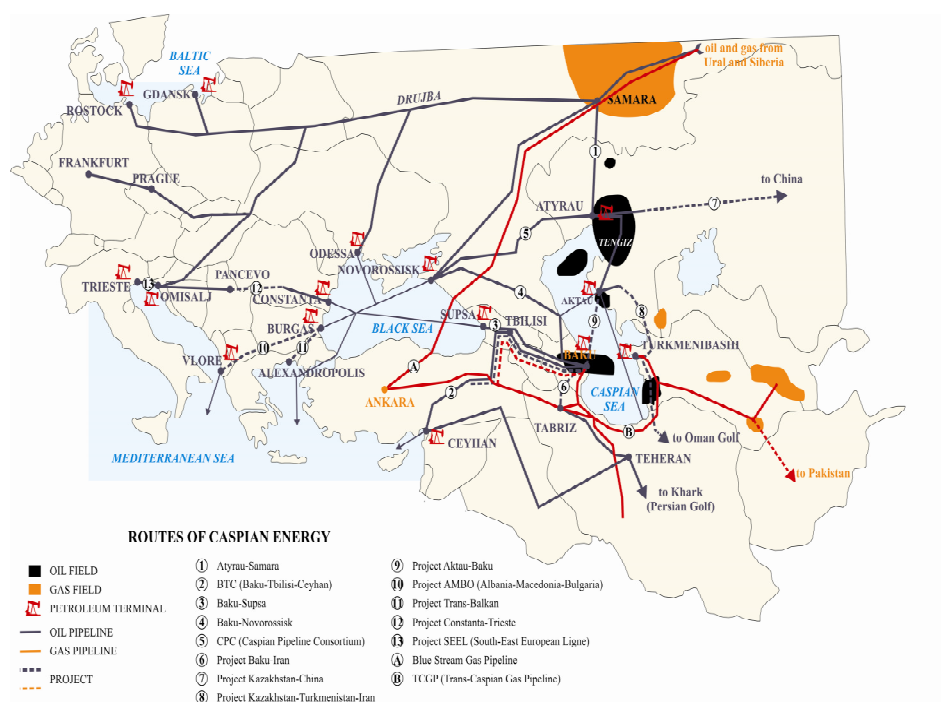 oil and gas from
Ural and Siberia
BALTIC
SEA
GDANSK
ROSTOCK
DRUJBA
SAMARA
1
FRANKFURT
PRAGUE
to China
7
ATYRAU
5
TENGIZ
ODESSA
NOVOROSSISK
PANCEVO
TRIESTE
13
12
OMISALJ
CONSTANTA
4
AKTAU
8
SUPSA
3
TBILISI
9
BURGAS
BLACK SEA
TURKMENIBASHI
10
11
VLORE
ALEXANDROPOLIS
A
BAKU
6
CASPIAN
SEA
ANKARA
2
TABRIZ
B
to Oman Golf
CEYHAN
MEDITERRANEAN SEA
TEHERAN
to Pakistan
to Khark
(Persian Golf)
ROUTES OF CASPIAN ENERGY
OIL FIELD
GAS FIELD
PETROLEUM TERMINAL
OIL PIPELINE
GAS PIPELINE
PROJECT
1 Atyrau-Samara
2 BTC (Baku-Tbilisi-Ceyhan)
3 Baku-Supsa
4 Baku-Novorossisk
5 CPC (Caspian Pipeline Consortium)
6 Project Baku-Iran
7 Project Kazakhstan-China
8 Project Kazakhstan-Turkmenistan-Iran
9 Project Aktau-Baku
10 Project AMBO (Albania-Macedonia-Bulgaria)
11 Project Trans-Balkan
12 Project Constanta-Trieste
13 Project SEEL (South-East European Ligne)
A Blue Stream Gas Pipeline
B TCGP (Trans-Caspian Gas Pipeline)